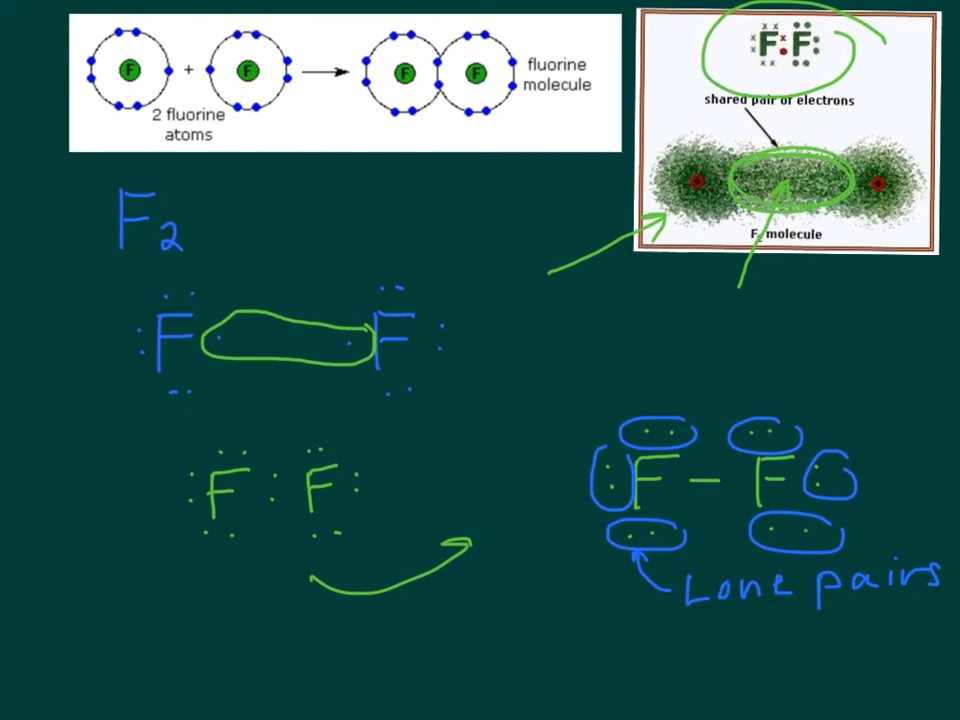 F + F F F fluorine molecule
2 fluorine atoms
F F
shared pair of electrons
F2 molecule
F2
F F
F F
F - F
Lone pairs